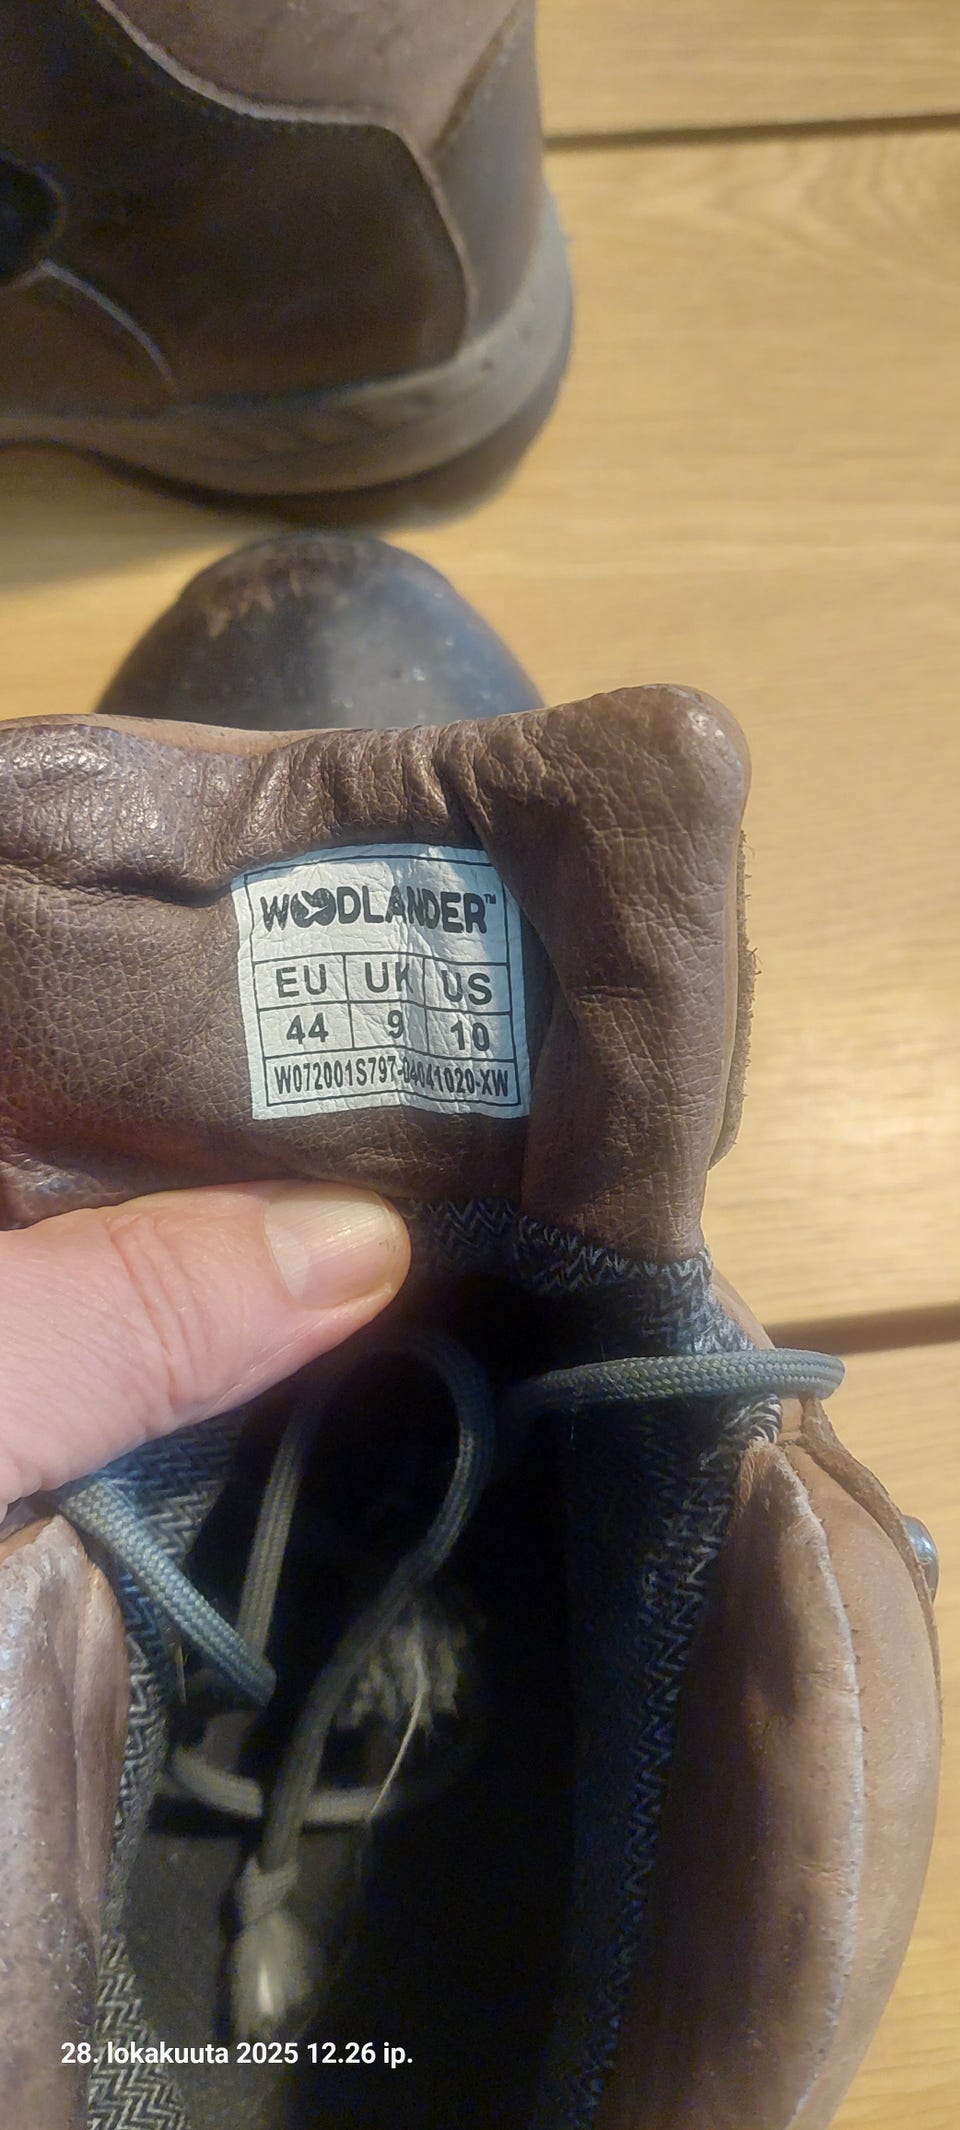 WOODLANDER™
EU UK US
44 9 10
W072001S797-04041020-XW
28. lokakuuta 2025 12.26 ip.